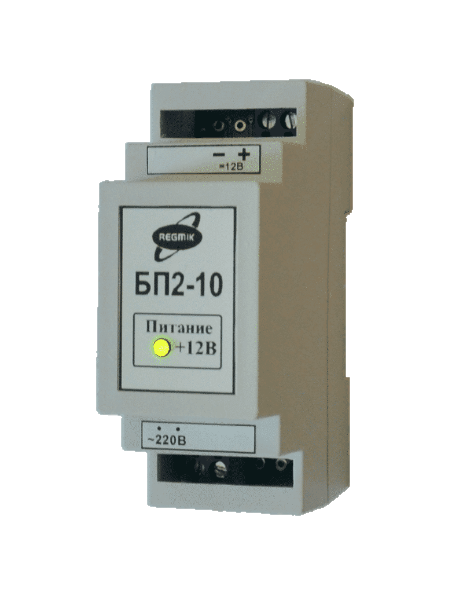 − +
=12В
REGMIK
БП2-10
Питание
+12В
~220В